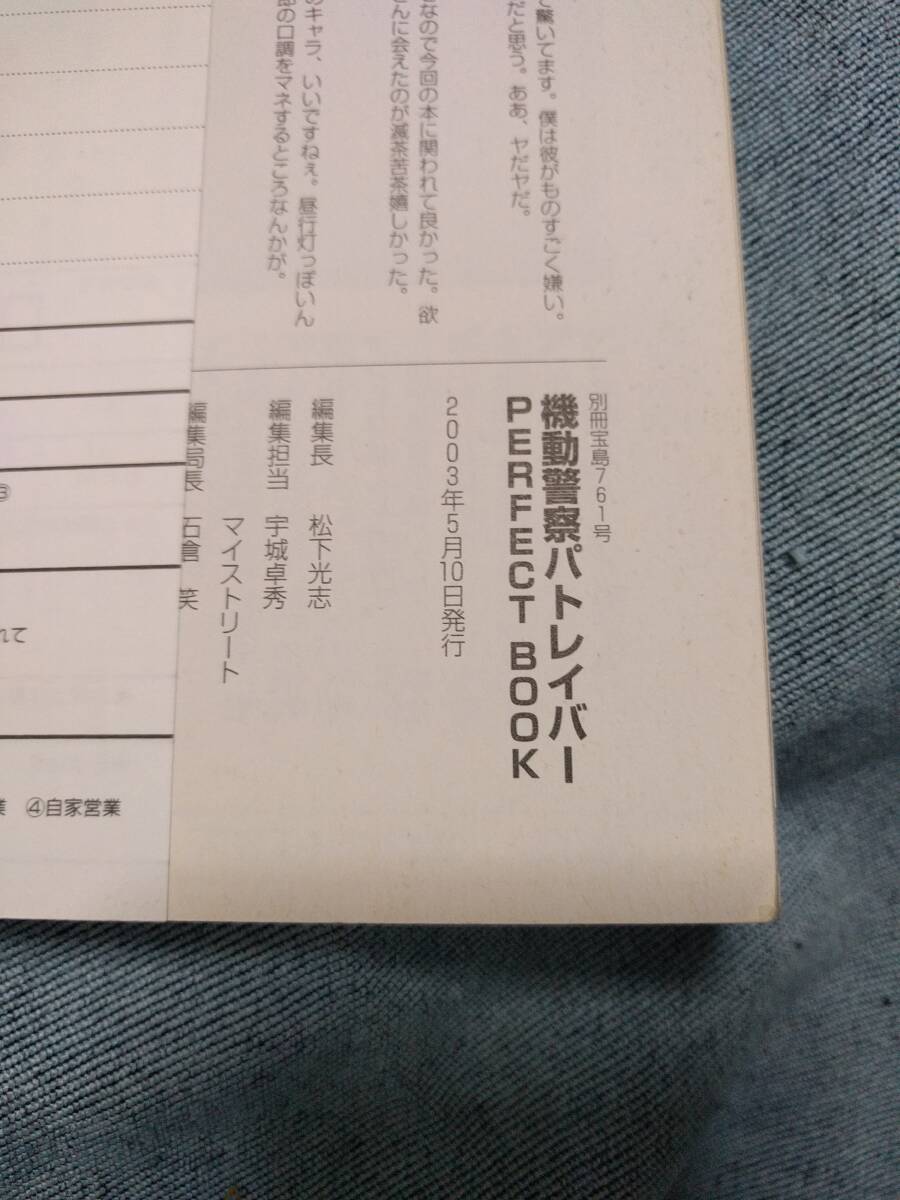 て驚いてます。僕は彼がものすごく嫌い。
だと思う。ああ、ヤだヤだ。
なので今回の本に関われて良かった。欲
さんに会えたのが滅茶苦茶嬉しかった。
のキャラ、いいですねぇ。昼行灯っぽいん
郎の口調をマネするところなんかが。
別冊宝島761号
機動警察パトレイバー
PERFECT BOOK
2003年5月10日発行
編集長 松下光志
編集担当 宇城卓秀
マイストリート
編集局長 石倉 笑
③
れて
業 ④自家営業